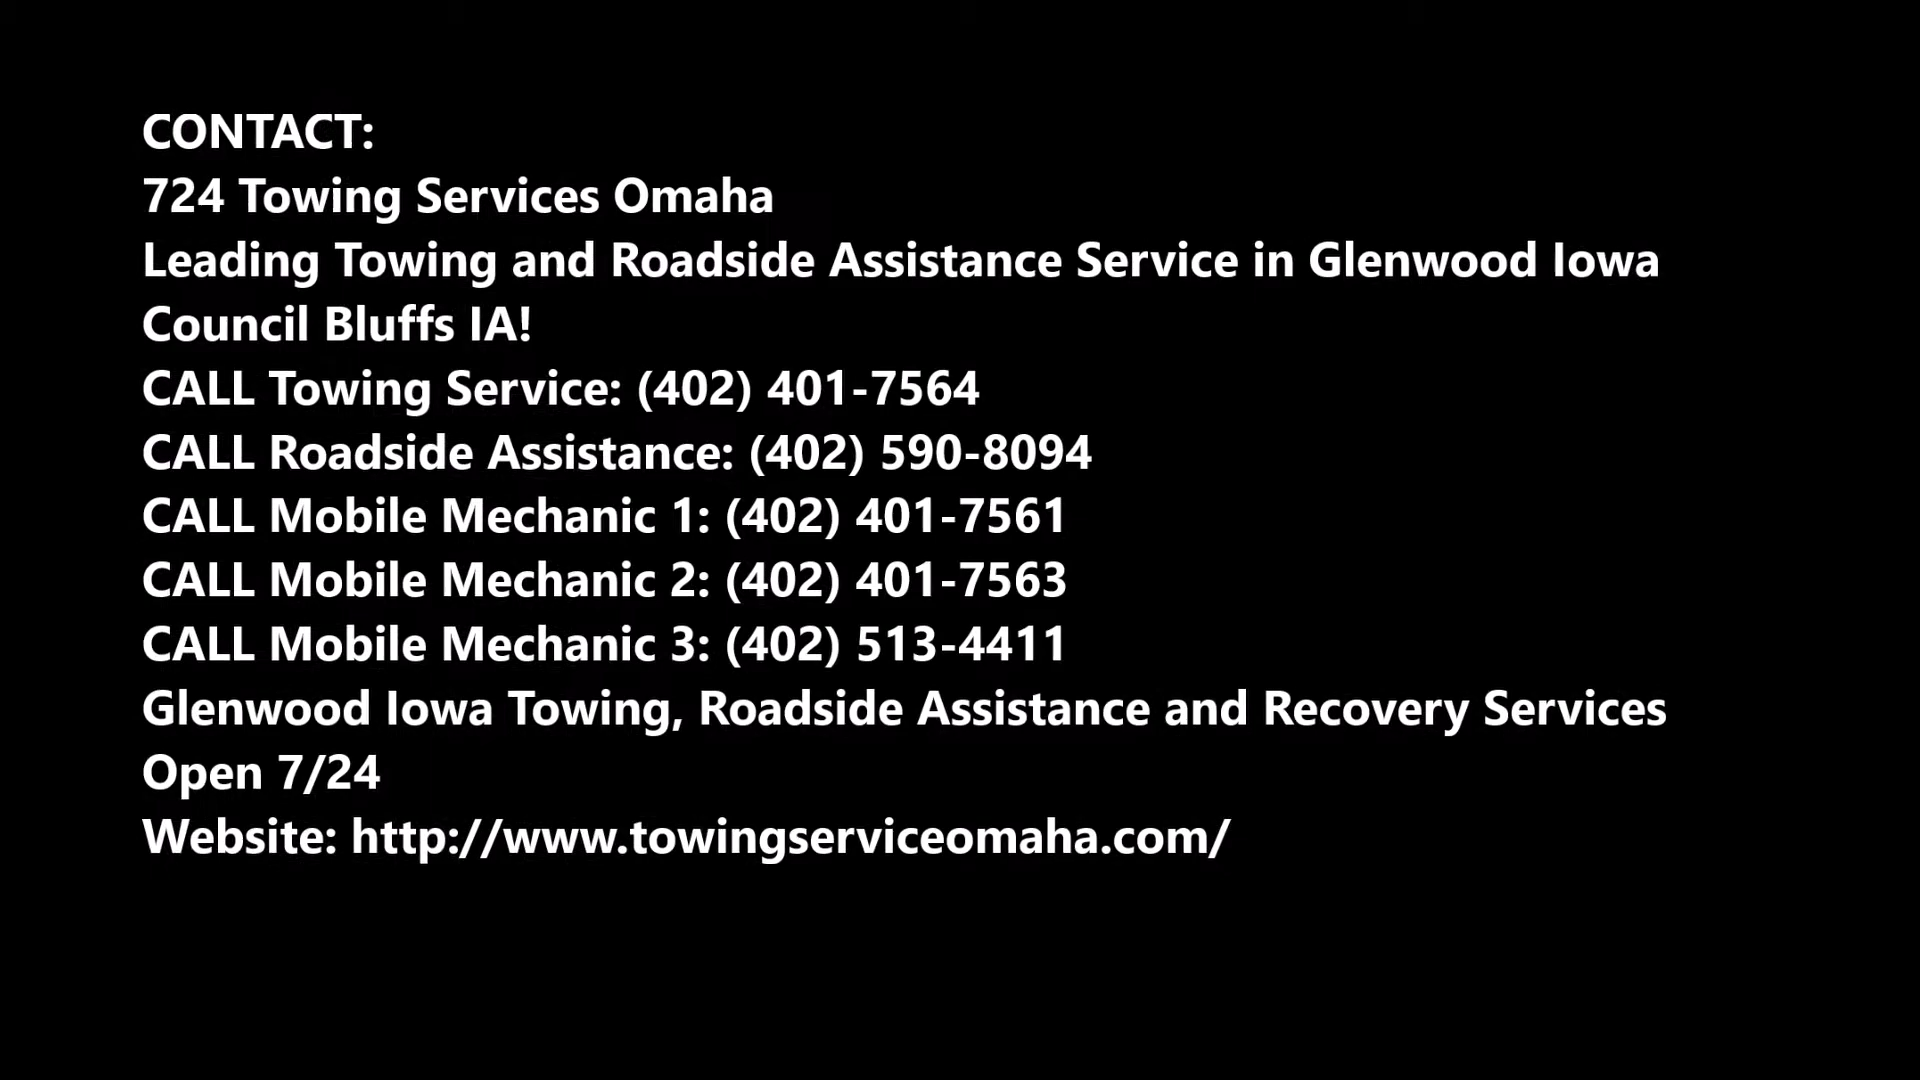 CONTACT:
724 Towing Services Omaha
Leading Towing and Roadside Assistance Service in Glenwood Iowa
Council Bluffs IA!
CALL Towing Service: (402) 401-7564
CALL Roadside Assistance: (402) 590-8094
CALL Mobile Mechanic 1: (402) 401-7561
CALL Mobile Mechanic 2: (402) 401-7563
CALL Mobile Mechanic 3: (402) 513-4411
Glenwood Iowa Towing, Roadside Assistance and Recovery Services
Open 7/24
Website: http://www.towingserviceomaha.com/